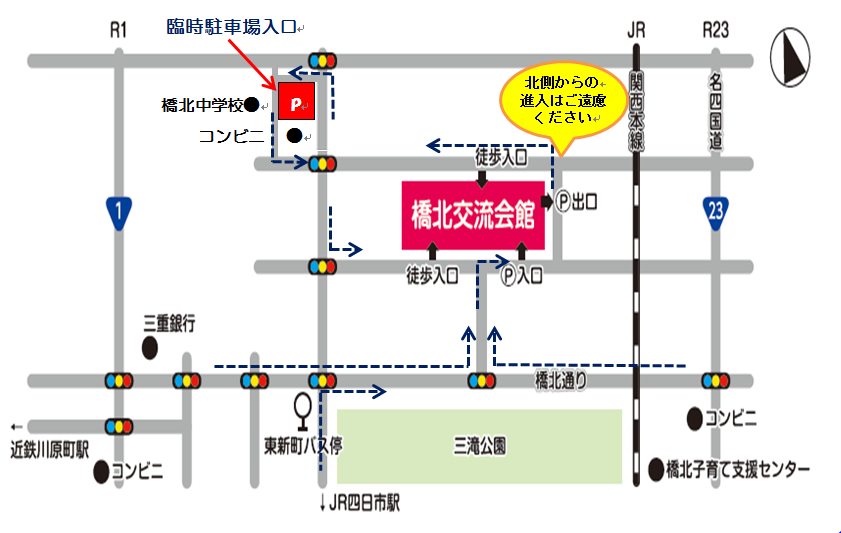 R1
臨時駐車場入口
JR
R23
北側からの
進入はご遠慮
ください
関西本線
名四国道
橋北中学校
P
コンビニ
徒歩入口
1
橋北交流会館
P出口
23
徒歩入口
P入口
三重銀行
橋北通り
←
近鉄川原町駅
コンビニ
東新町バス停
三滝公園
コンビニ
橋北子育て支援センター
↓JR四日市駅